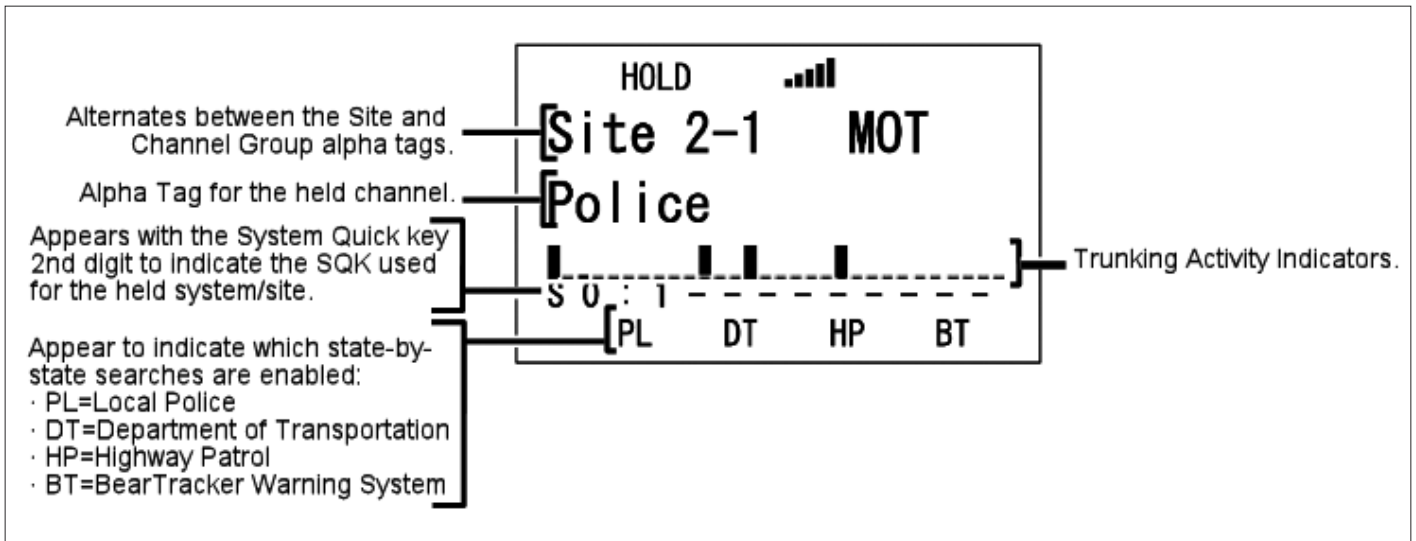 HOLD
Alternates between the Site and
Channel Group alpha tags.
Site 2-1 MOT
Alpha Tag for the held channel.
Police
Appears with the System Quick key
2nd digit to indicate the SQK used
for the held system/site.
Trunking Activity Indicators.
S 0 : 1 - - - - - - - -
Appear to indicate which state-by-
state searches are enabled:
· PL=Local Police
· DT=Department of Transportation
· HP=Highway Patrol
· BT=BearTracker Warning System
PL DT HP BT